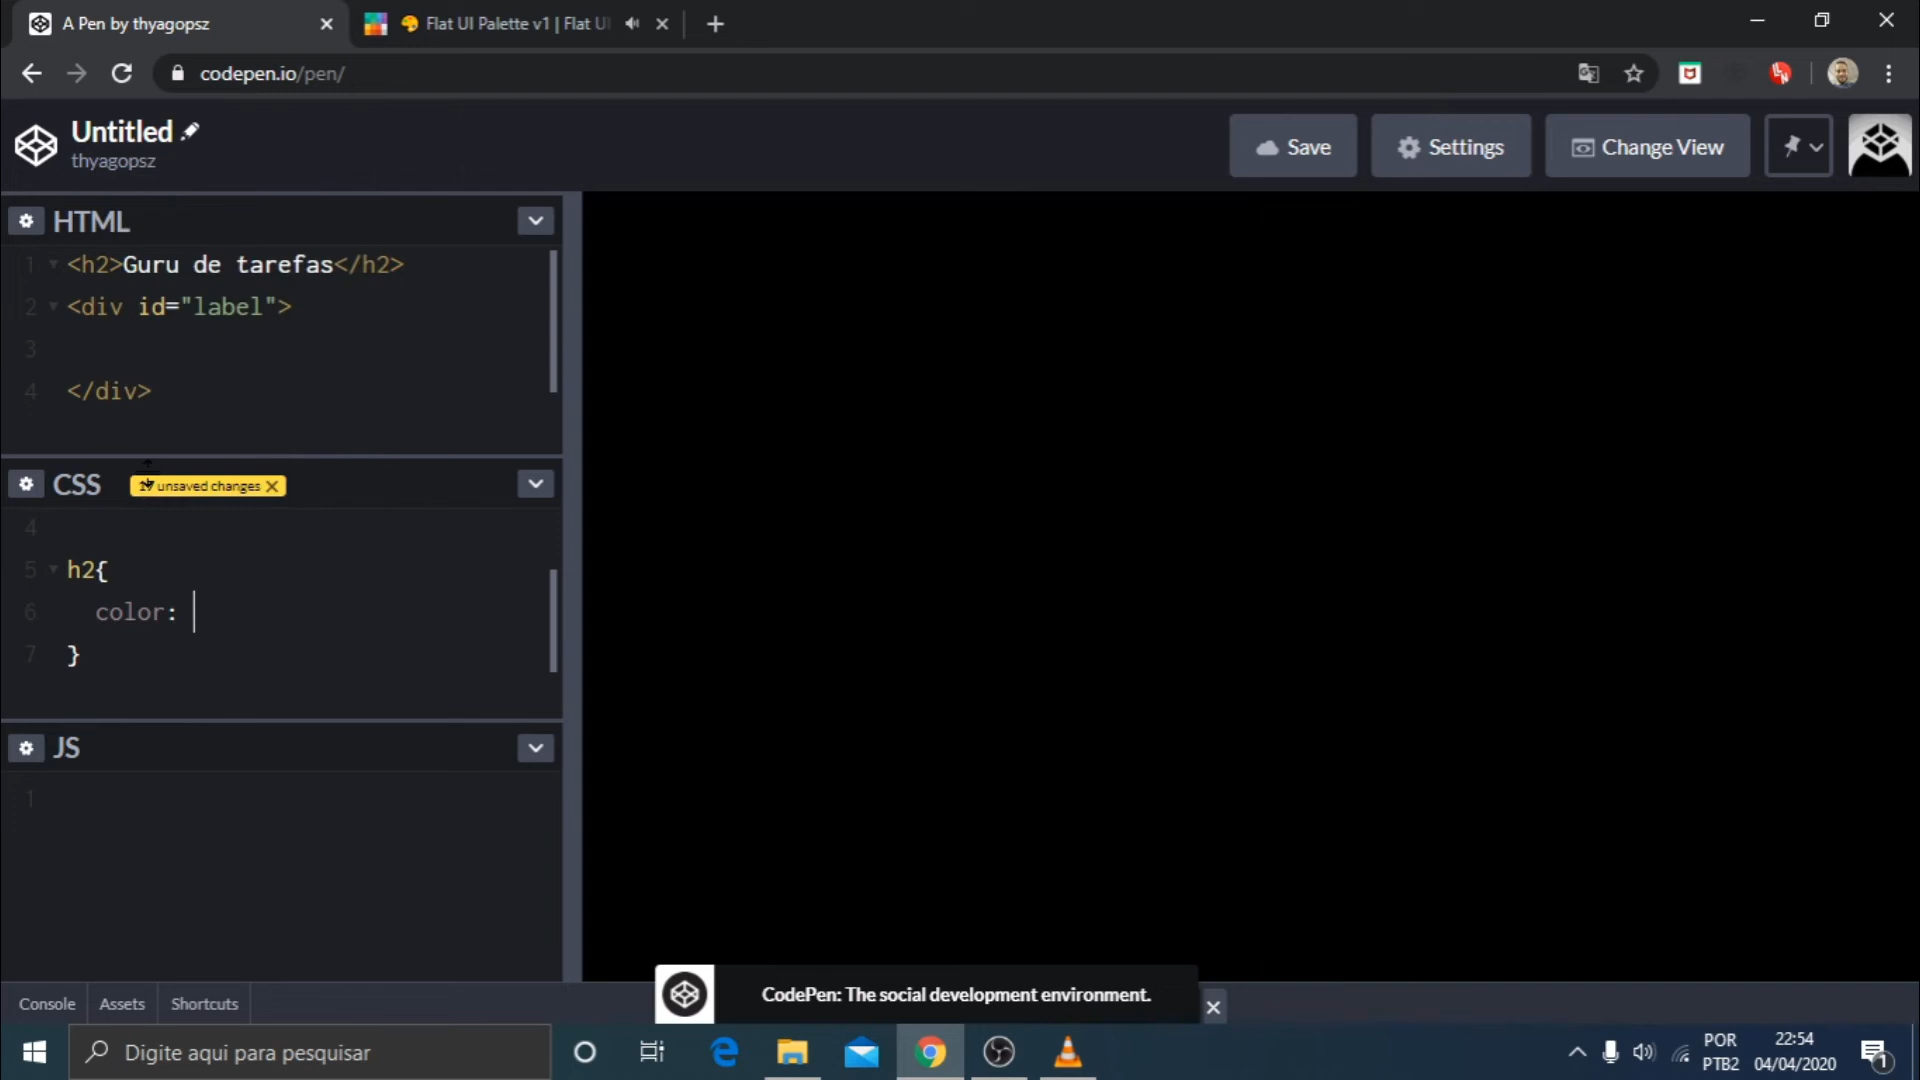 A Pen by thyagopsz
Flat UI Palette v1 | Flat UI
codepen.io/pen/
Untitled
thyagopsz
Save
Settings
Change View
HTML
1 <h2>Guru de tarefas</h2>
2 <div id="label">
3
4 </div>
CSS
unsaved changes
4
5 h2{
6 color:
7 }
JS
1
Console
Assets
Shortcuts
CodePen: The social development environment.
Digite aqui para pesquisar
POR
PTB2
22:54
04/04/2020
1